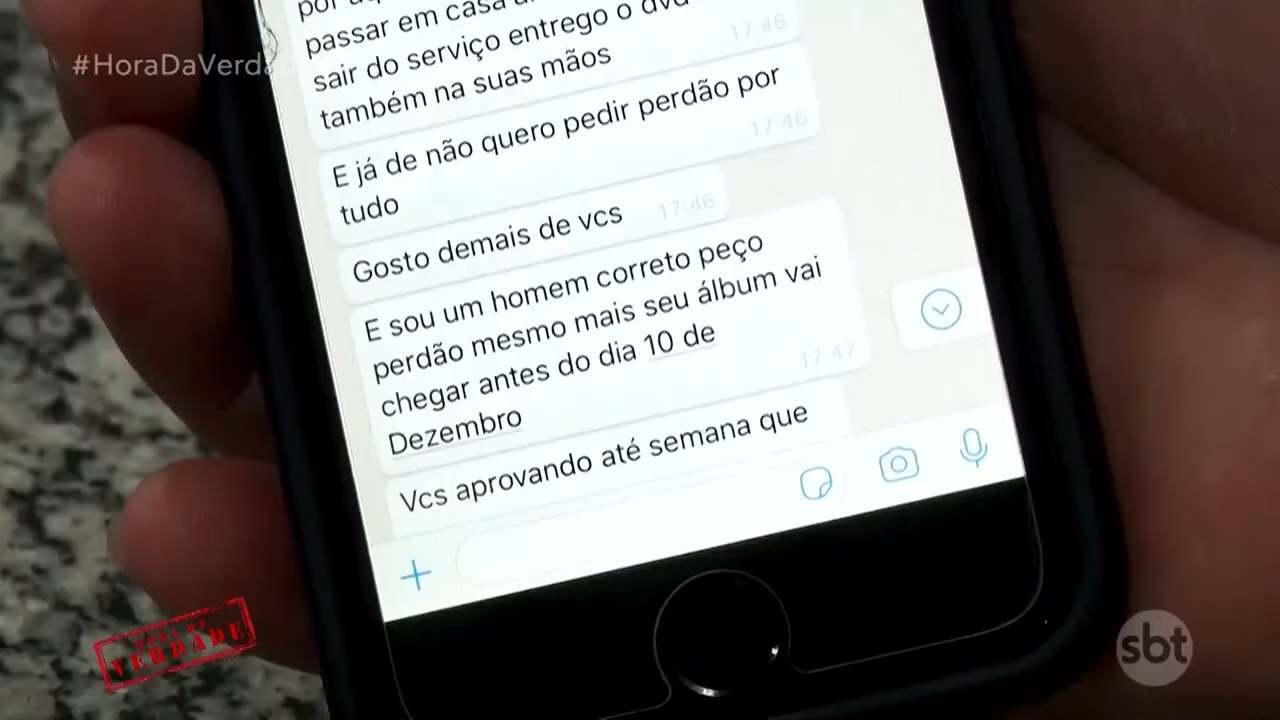 #HoraDaVerda
passar em casa
sair do serviço entrego o dvd
também na suas mãos
17:46
E já de não quero pedir perdão por
tudo
17:46
Gosto demais de vcs
17:46
E sou um homem correto peço
perdão mesmo mais seu álbum vai
chegar antes do dia 10 de
Dezembro
17:47
Vcs aprovando até semana que
HORA DA
VERDADE
sbt